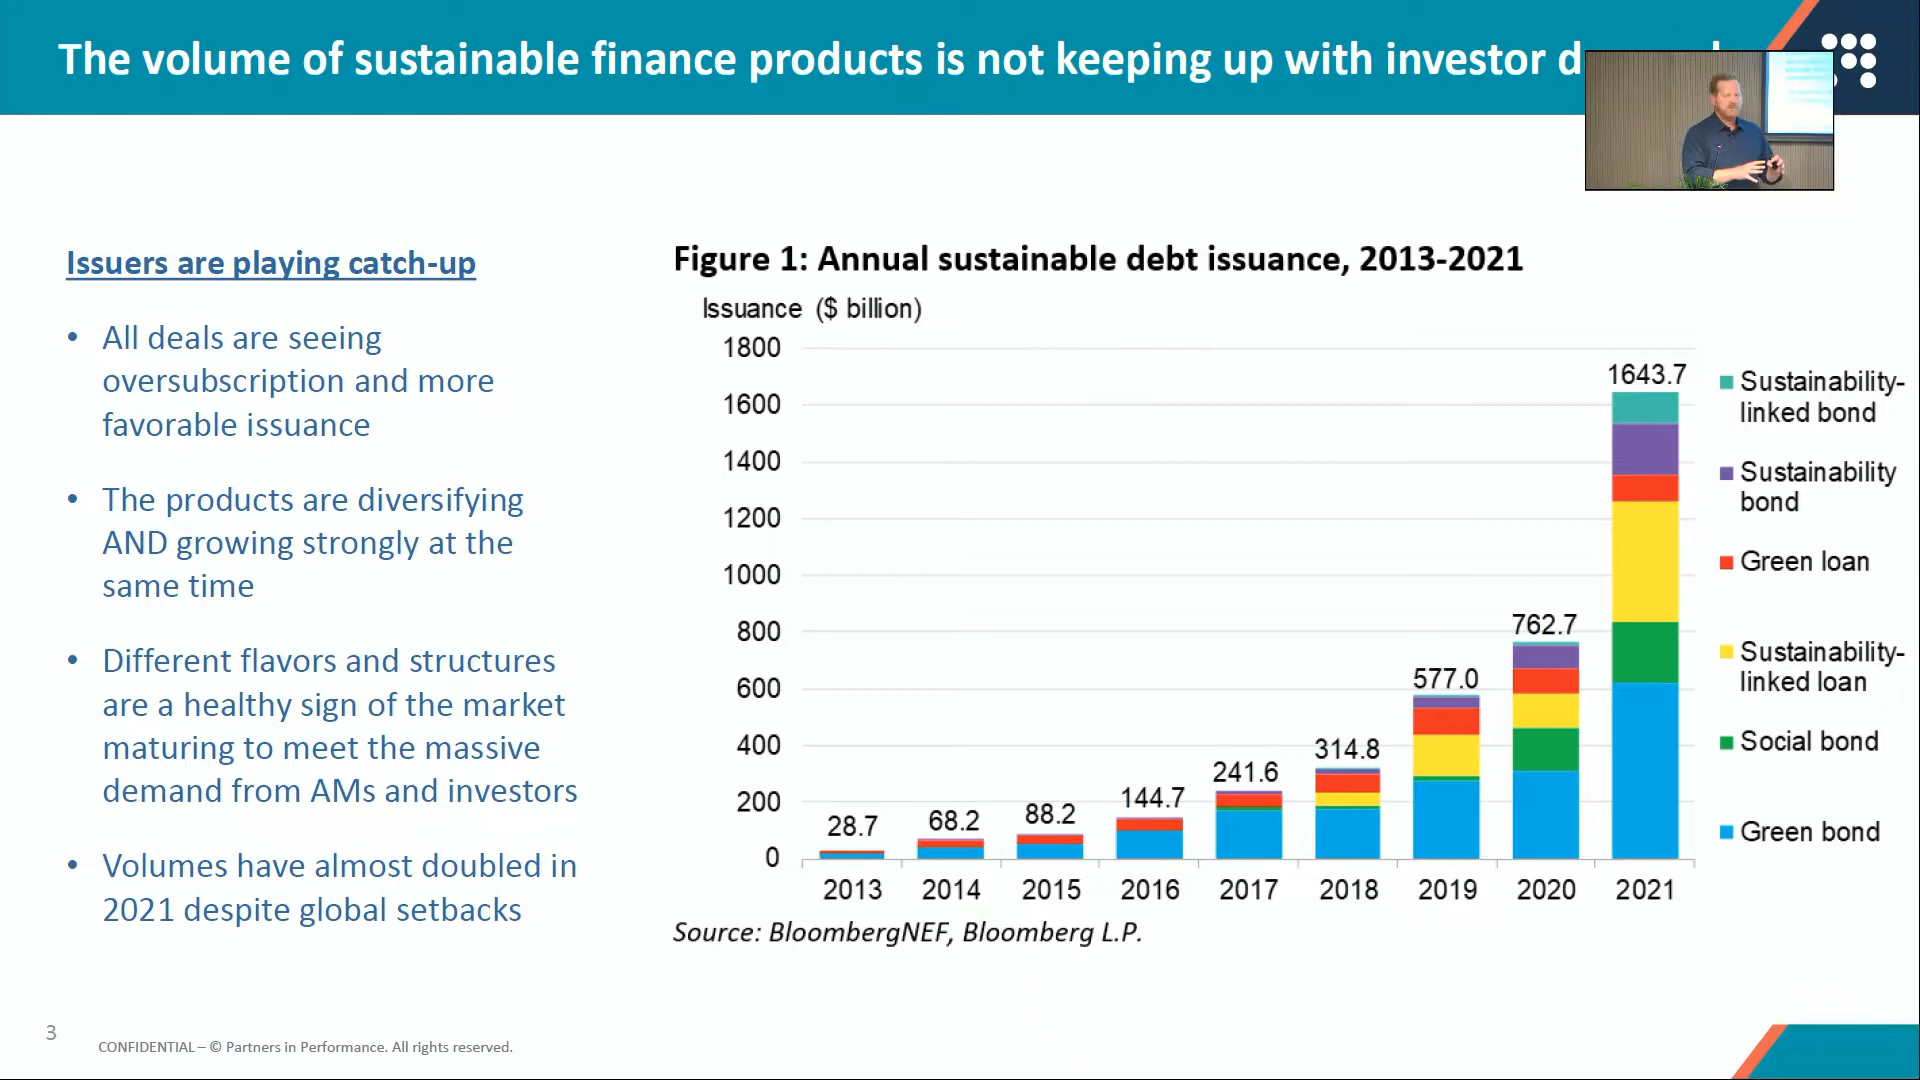 The volume of sustainable finance products is not keeping up with investor
Issuers are playing catch-up
• All deals are seeing
oversubscription and more
favorable issuance
• The products are diversifying
AND growing strongly at the
same time
• Different flavors and structures
are a healthy sign of the market
maturing to meet the massive
demand from AMs and investors
• Volumes have almost doubled in
2021 despite global setbacks
Figure 1: Annual sustainable debt issuance, 2013-2021
Issuance ($ billion)
1800
1600
1400
1200
1000
800
600
400
200
0
28.7
68.2
88.2
144.7
241.6
314.8
577.0
762.7
1643.7
2013 2014 2015 2016 2017 2018 2019 2020 2021
Sustainability-
linked bond
Sustainability
bond
Green loan
Sustainability-
linked loan
Social bond
Green bond
Source: BloombergNEF, Bloomberg L.P.
3
CONFIDENTIAL – © Partners in Performance. All rights reserved.